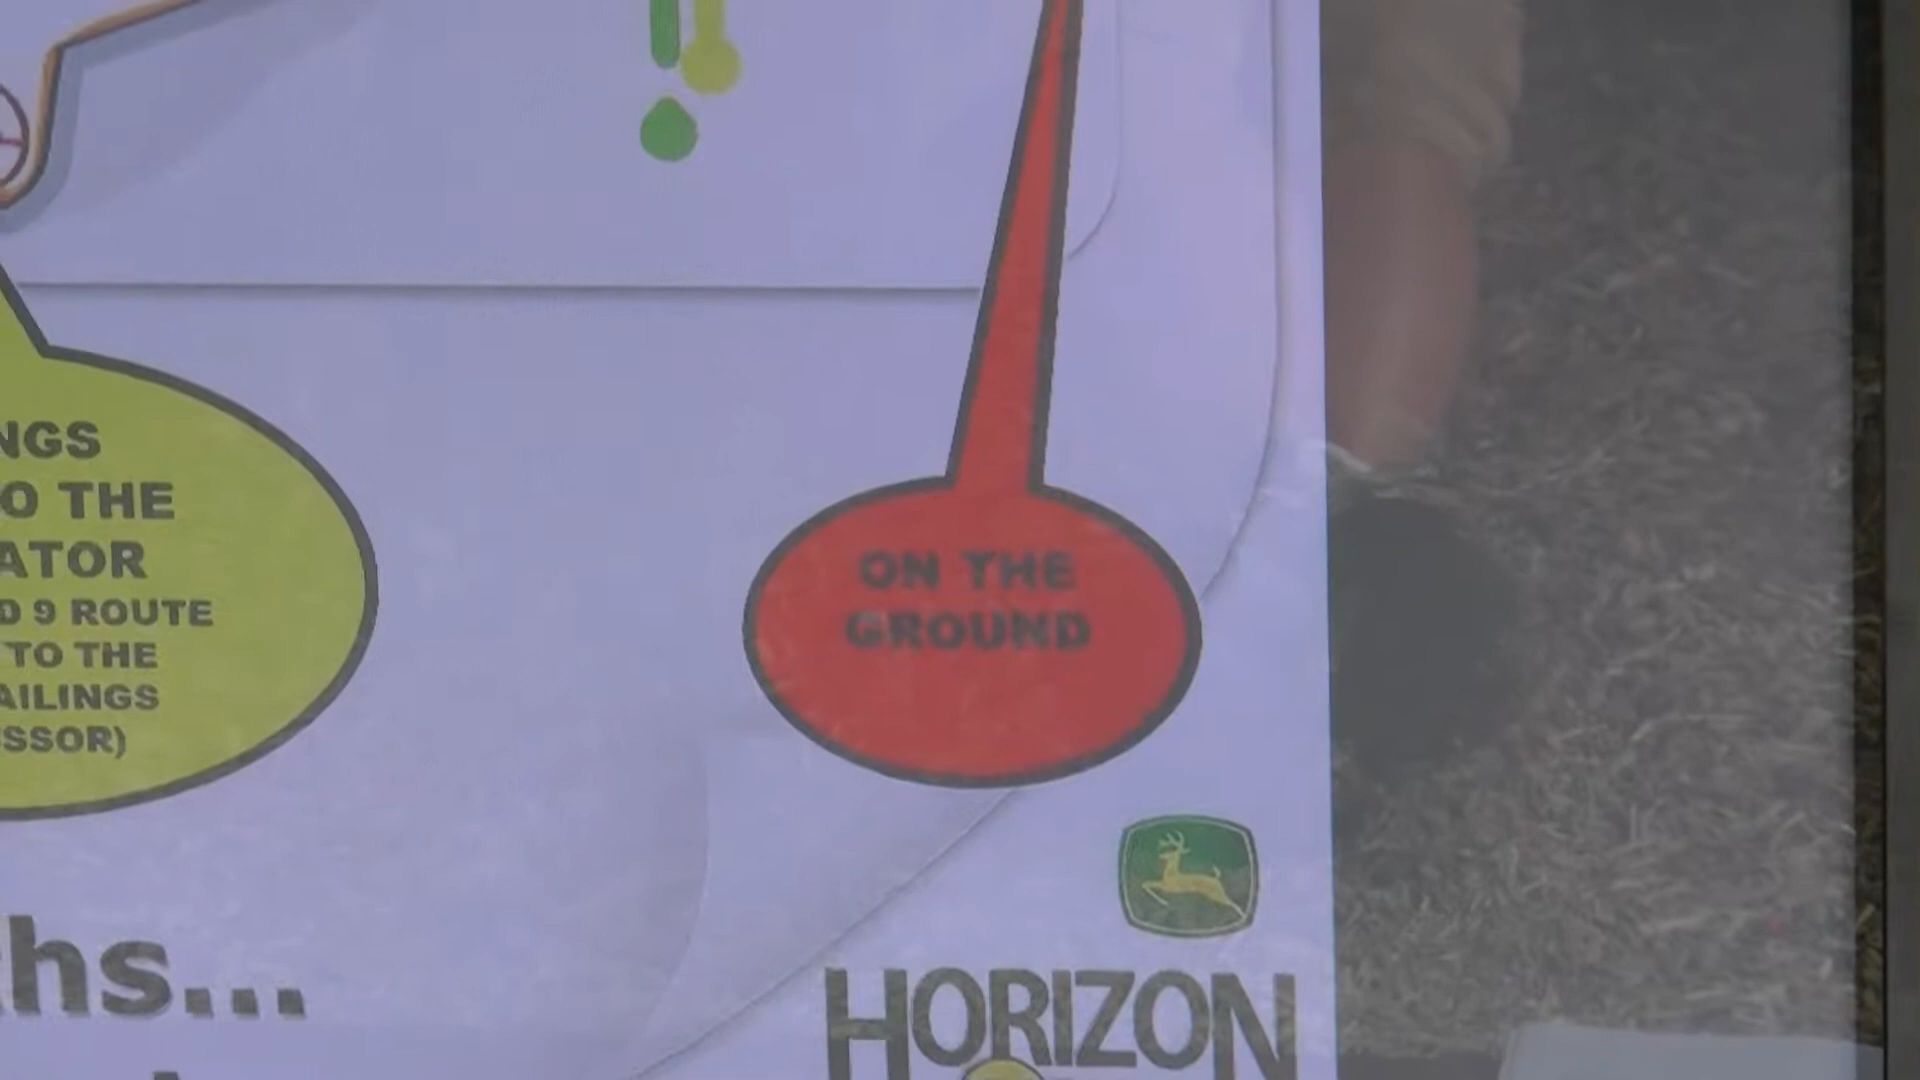 NGS
O THE
ATOR
D 9 ROUTE
TO THE
AILINGS
SSOR)
ON THE
GROUND
hs...
HORIZON